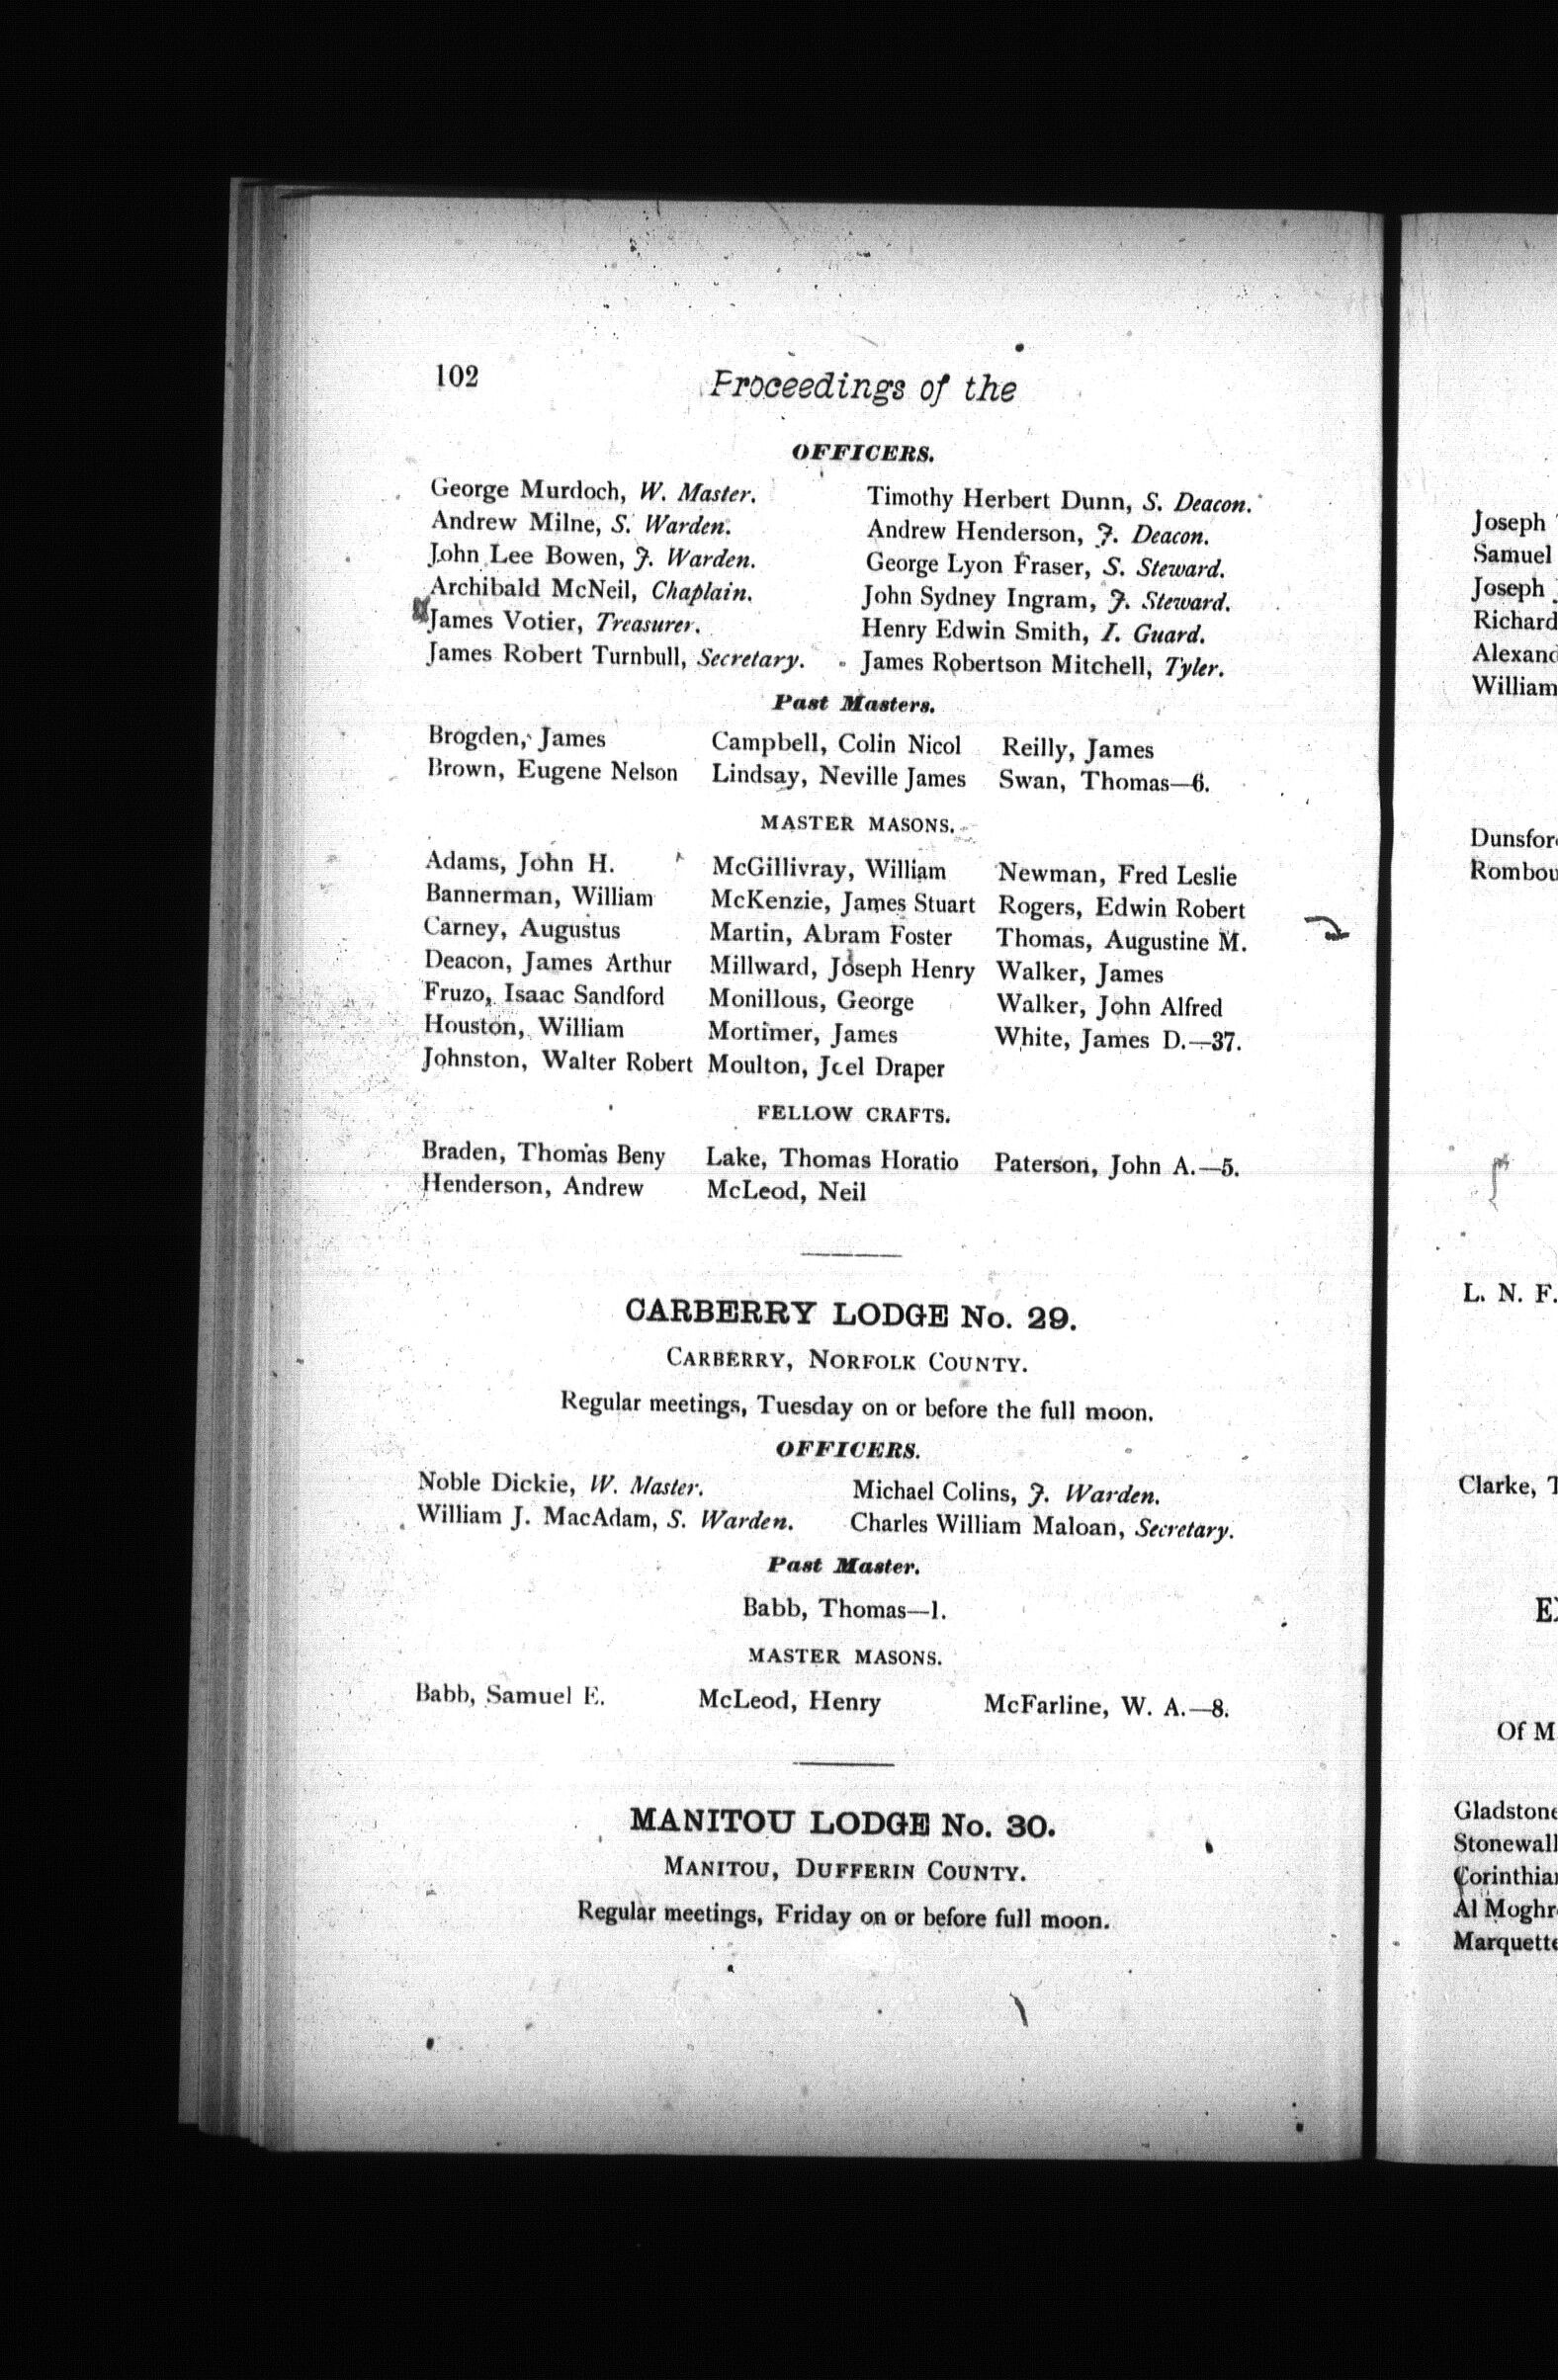 102 Proceedings of the
OFFICERS.
George Murdoch, W. Master. Timothy Herbert Dunn, S. Deacon.
Andrew Milne, S. Warden. Andrew Henderson, J. Deacon.
John Lee Bowen, J. Warden. George Lyon Fraser, S. Steward.
Archibald McNeil, Chaplain. John Sydney Ingram, J. Steward.
James Votier, Treasurer. Henry Edwin Smith, I. Guard.
James Robert Turnbull, Secretary. James Robertson Mitchell, Tyler.
Past Masters.
Brogden, James Campbell, Colin Nicol Reilly, James
Brown, Eugene Nelson Lindsay, Neville James Swan, Thomas—6.
MASTER MASONS.
Adams, John H. McGillivray, William Newman, Fred Leslie
Bannerman, William McKenzie, James Stuart Rogers, Edwin Robert
Carney, Augustus Martin, Abram Foster Thomas, Augustine M.
Deacon, James Arthur Millward, Joseph Henry Walker, James
Fruzo, Isaac Sandford Monillous, George Walker, John Alfred
Houston, William Mortimer, James White, James D.—37.
Johnston, Walter Robert Moulton, Joel Draper
FELLOW CRAFTS.
Braden, Thomas Beny Lake, Thomas Horatio Paterson, John A.—5.
Henderson, Andrew McLeod, Neil
CARBERRY LODGE No. 29.
CARBERRY, NORFOLK COUNTY.
Regular meetings, Tuesday on or before the full moon.
OFFICERS.
Noble Dickie, W. Master. Michael Colins, J. Warden.
William J. MacAdam, S. Warden. Charles William Maloan, Secretary.
Past Master.
Babb, Thomas—1.
MASTER MASONS.
Babb, Samuel E. McLeod, Henry McFarline, W. A.—8.
MANITOU LODGE No. 30.
MANITOU, DUFFERIN COUNTY.
Regular meetings, Friday on or before full moon.
Joseph
Samuel
Joseph
Richard
William
L. N. F.
Clarke,
Of